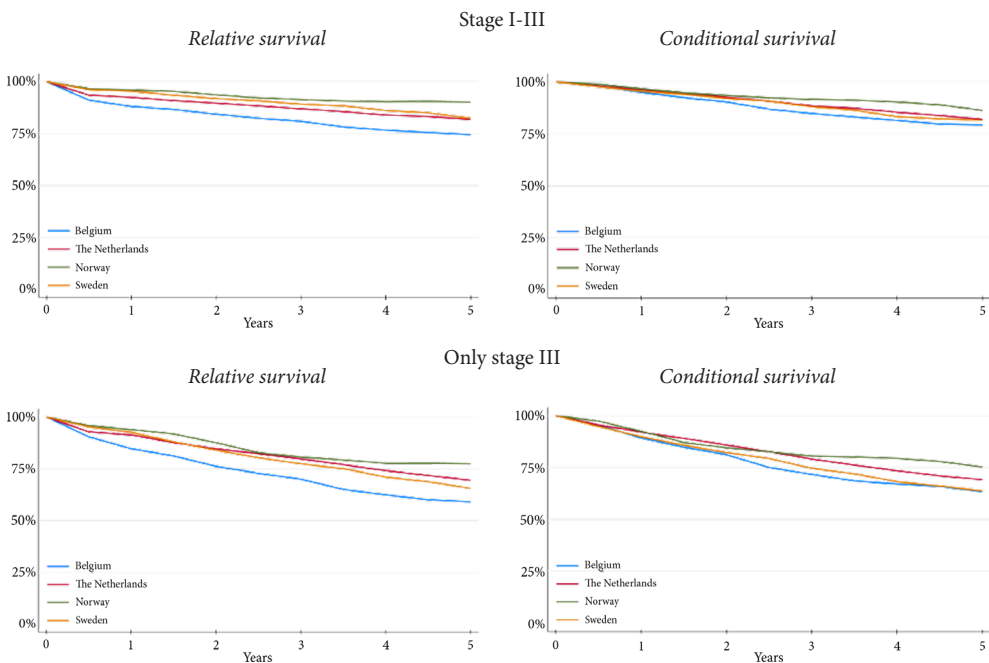 Stage I-III
Relative survival
100%
75%
50%
25%
0%
Belgium
The Netherlands
Norway
Sweden
0 1 2 3 4 5
Years
Conditional surivival
100%
75%
50%
25%
0%
Belgium
The Netherlands
Norway
Sweden
0 1 2 3 4 5
Years
Only stage III
Relative survival
100%
75%
50%
25%
0%
Belgium
The Netherlands
Norway
Sweden
0 1 2 3 4 5
Years
Conditional surivival
100%
75%
50%
25%
0%
Belgium
The Netherlands
Norway
Sweden
0 1 2 3 4 5
Years